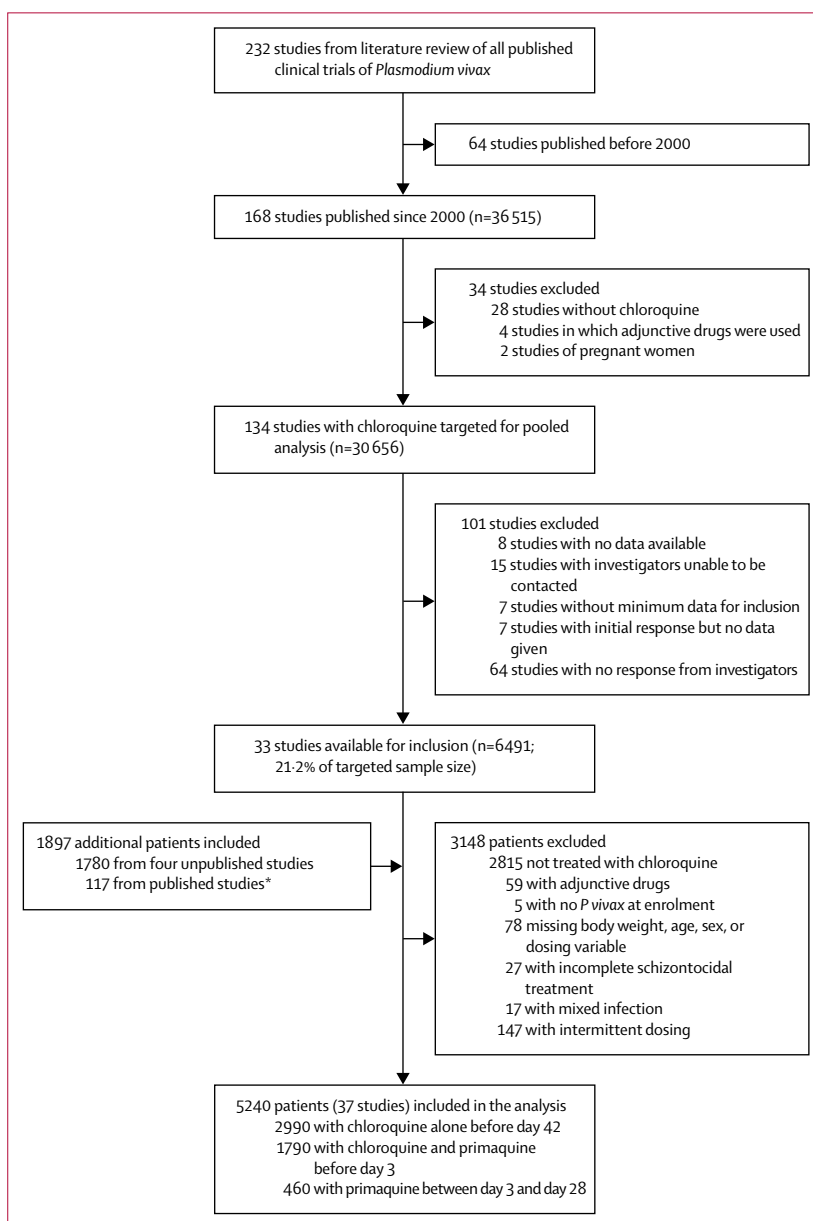 232 studies from literature review of all published
clinical trials of Plasmodium vivax
64 studies published before 2000
168 studies published since 2000 (n=36 515)
34 studies excluded
28 studies without chloroquine
4 studies in which adjunctive drugs were used
2 studies of pregnant women
134 studies with chloroquine targeted for pooled
analysis (n=30 656)
101 studies excluded
8 studies with no data available
15 studies with investigators unable to be
contacted
7 studies without minimum data for inclusion
7 studies with initial response but no data
given
64 studies with no response from investigators
33 studies available for inclusion (n=6491;
21·2% of targeted sample size)
1897 additional patients included
1780 from four unpublished studies
117 from published studies*
3148 patients excluded
2815 not treated with chloroquine
59 with adjunctive drugs
5 with no P vivax at enrolment
78 missing body weight, age, sex, or
dosing variable
27 with incomplete schizontocidal
treatment
17 with mixed infection
147 with intermittent dosing
5240 patients (37 studies) included in the analysis
2990 with chloroquine alone before day 42
1790 with chloroquine and primaquine
before day 3
460 with primaquine between day 3 and day 28